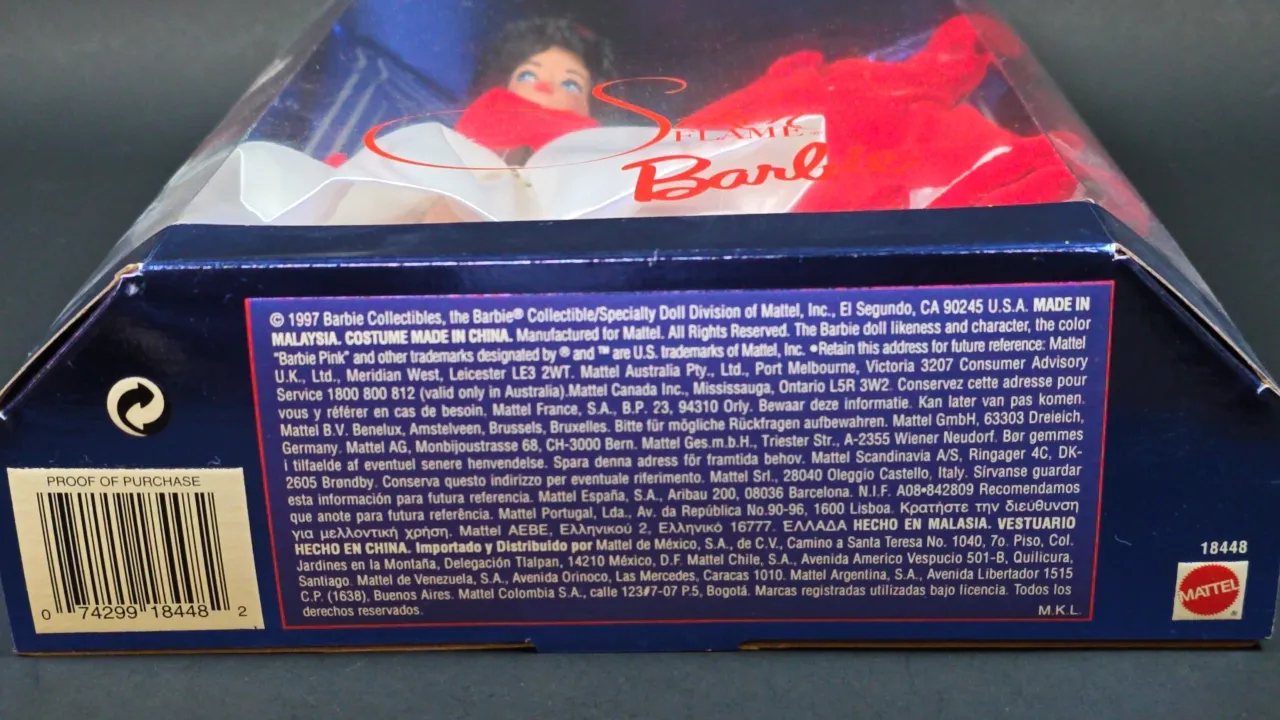 FLAME™
Barbie
© 1997 Barbie Collectibles, the Barbie® Collectible/Specialty Doll Division of Mattel, Inc., El Segundo, CA 90245 U.S.A. MADE IN
MALAYSIA. COSTUME MADE IN CHINA. Manufactured for Mattel. All Rights Reserved. The Barbie doll likeness and character, the color
"Barbie Pink" and other trademarks designated by ® and ™ are U.S. trademarks of Mattel, Inc. •Retain this address for future reference: Mattel
U.K., Ltd., Meridian West, Leicester LE3 2WT. Mattel Australia Pty., Ltd., Port Melbourne, Victoria 3207 Consumer Advisory
Service 1800 800 812 (valid only in Australia).Mattel Canada Inc., Mississauga, Ontario L5R 3W2. Conservez cette adresse pour
vous y référer en cas de besoin. Mattel France, S.A., B.P. 23, 94310 Orly. Bewaar deze informatie. Kan later van pas komen.
Mattel B.V. Benelux, Amstelveen, Brussels, Bruxelles. Bitte für mögliche Rückfragen aufbewahren. Mattel GmbH, 63303 Dreieich,
Germany. Mattel AG, Monbijoustrasse 68, CH-3000 Bern. Mattel Ges.m.b.H., Triester Str., A-2355 Wiener Neudorf. Bør gemmes
i tilfaelde af eventuel senere henvendelse. Spara denna adress för framtida behov. Mattel Scandinavia A/S, Ringager 4C, DK-
2605 Brøndby. Conserva questo indirizzo per eventuale riferimento. Mattel Srl., 28040 Oleggio Castello, Italy. Sírvanse guardar
esta información para futura referencia. Mattel España, S.A., Aribau 200, 08036 Barcelona. N.I.F. A08•842809 Recomendamos
que anote para futura referência. Mattel Portugal, Lda., Av. da República No.90-96, 1600 Lisboa. Κρατήστε την διεύθυνση
για μελλοντική χρήση. Mattel AEBE, Ελληνικού 2, Ελληνικό 16777. ΕΛΛΑΔΑ HECHO EN MALASIA. VESTUARIO
HECHO EN CHINA. Importado y Distribuido por Mattel de México, S.A., de C.V., Camino a Santa Teresa No. 1040, 7o. Piso, Col.
Jardines en la Montaña, Delegación Tlalpan, 14210 México, D.F. Mattel Chile, S.A., Avenida Americo Vespucio 501-B, Quilicura,
Santiago. Mattel de Venezuela, S.A., Avenida Orinoco, Las Mercedes, Caracas 1010. Mattel Argentina, S.A., Avenida Libertador 1515
C.P. (1638), Buenos Aires. Mattel Colombia S.A., calle 123#7-07 P.5, Bogotá. Marcas registradas utilizadas bajo licencia. Todos los
derechos reservados.
M.K.L.
PROOF OF PURCHASE
0 74299 18448 2
18448
MATTEL®